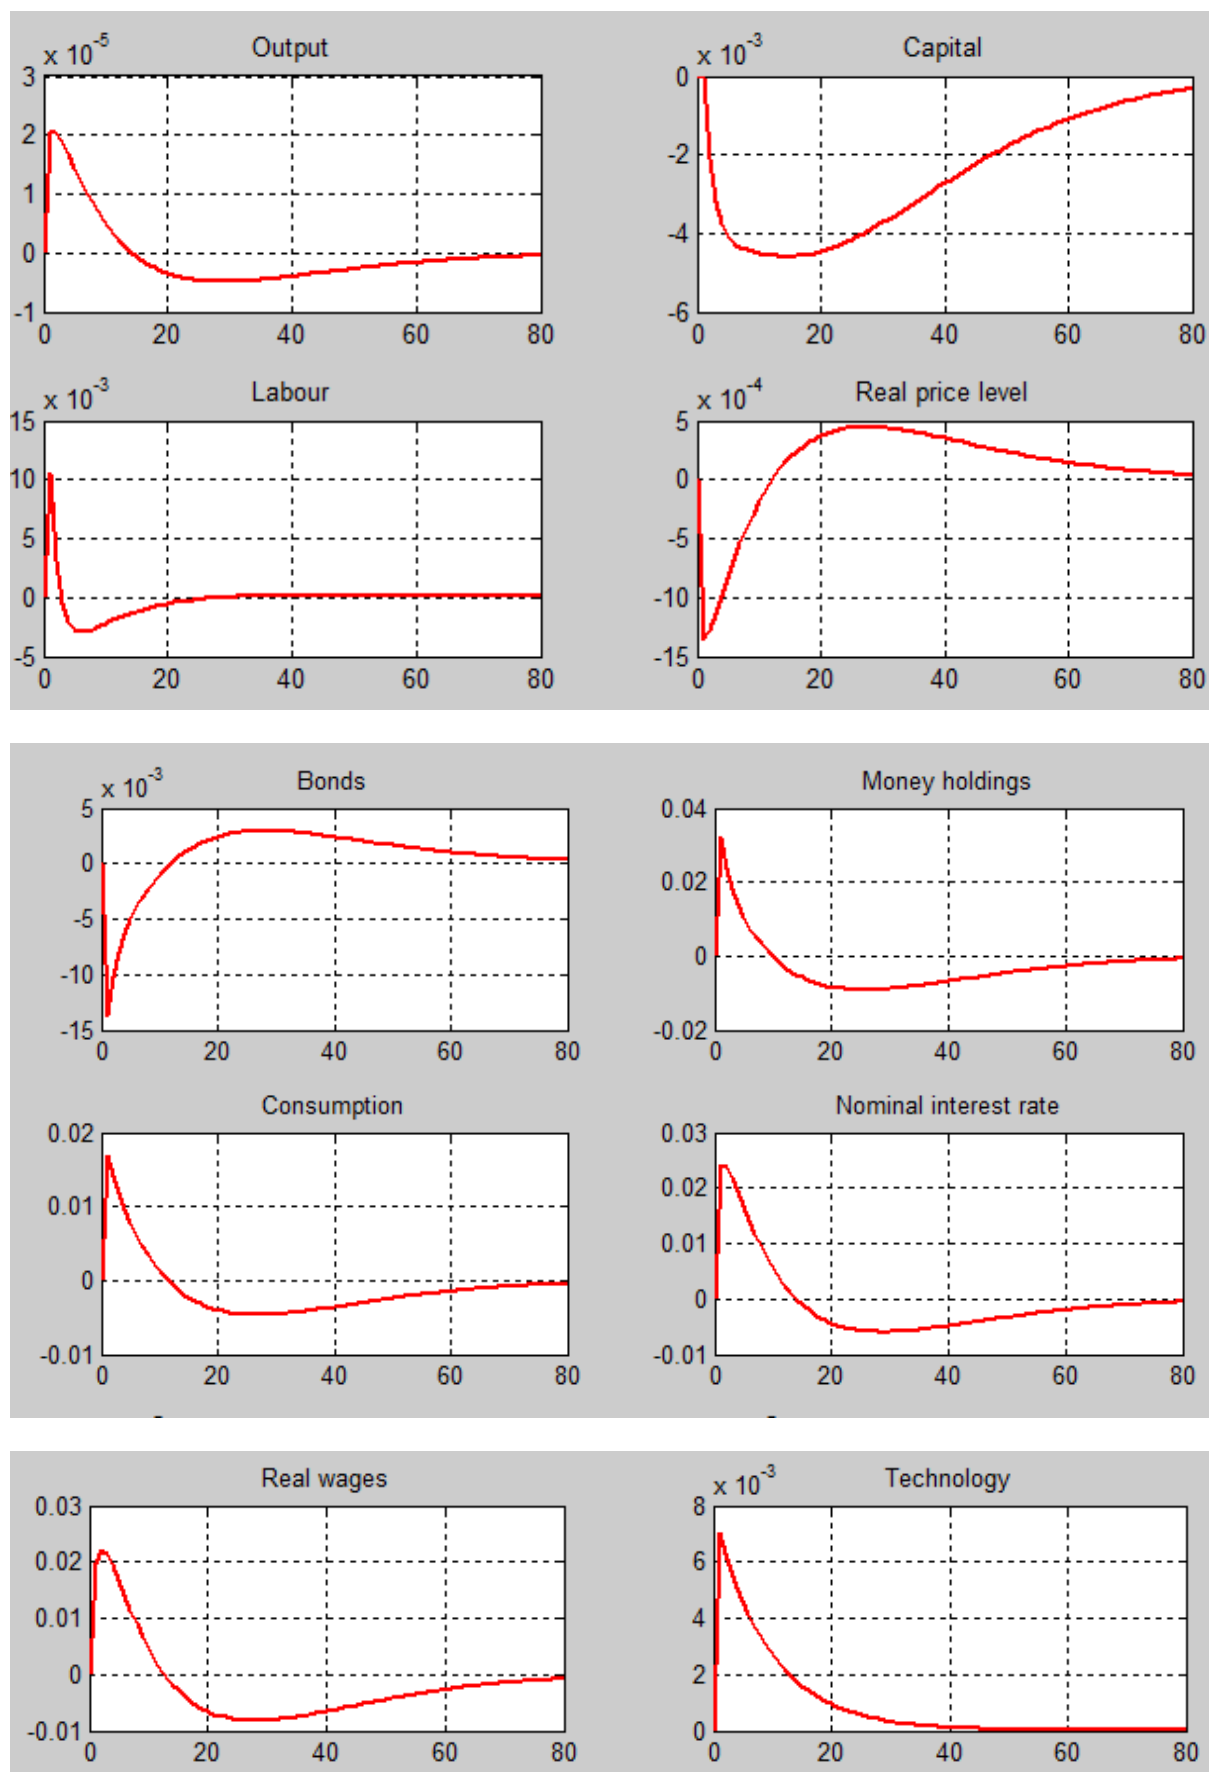 Output
x 10^-5
3
2
1
0
-1
0 20 40 60 80
Capital
x 10^-3
0
-2
-4
-6
0 20 40 60 80
Labour
x 10^-3
15
10
5
0
-5
0 20 40 60 80
Real price level
x 10^-4
5
0
-5
-10
-15
0 20 40 60 80
Bonds
x 10^-3
5
0
-5
-10
-15
0 20 40 60 80
Money holdings
0.04
0.02
0
-0.02
0 20 40 60 80
Consumption
0.02
0.01
0
-0.01
0 20 40 60 80
Nominal interest rate
0.03
0.02
0.01
0
-0.01
0 20 40 60 80
Real wages
0.03
0.02
0.01
0
-0.01
0 20 40 60 80
Technology
x 10^-3
8
6
4
2
0
0 20 40 60 80